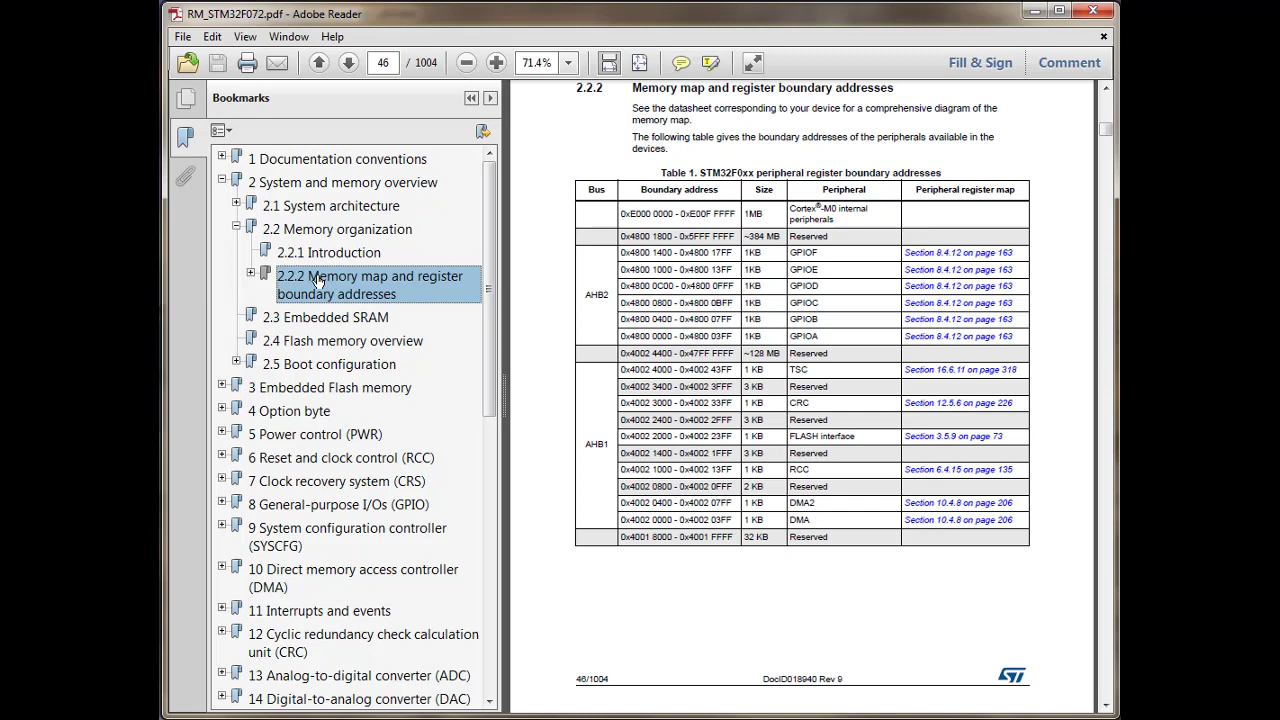 RM_STM32F072.pdf - Adobe Reader
File Edit View Window Help
46 / 1004 71.4% Fill & Sign Comment
Bookmarks
1 Documentation conventions
2 System and memory overview
2.1 System architecture
2.2 Memory organization
2.2.1 Introduction
2.2.2 Memory map and register
boundary addresses
2.3 Embedded SRAM
2.4 Flash memory overview
2.5 Boot configuration
3 Embedded Flash memory
4 Option byte
5 Power control (PWR)
6 Reset and clock control (RCC)
7 Clock recovery system (CRS)
8 General-purpose I/Os (GPIO)
9 System configuration controller
(SYSCFG)
10 Direct memory access controller
(DMA)
11 Interrupts and events
12 Cyclic redundancy check calculation
unit (CRC)
13 Analog-to-digital converter (ADC)
14 Digital-to-analog converter (DAC)
2.2.2 Memory map and register boundary addresses
See the datasheet corresponding to your device for a comprehensive diagram of the
memory map.
The following table gives the boundary addresses of the peripherals available in the
devices.
Table 1. STM32F0xx peripheral register boundary addresses
Bus Boundary address Size Peripheral Peripheral register map
0xE000 0000 - 0xE00F FFFF 1MB Cortex®-M0 internal
peripherals
0x4800 1800 - 0x5FFF FFFF ~384 MB Reserved
AHB2
0x4800 1400 - 0x4800 17FF 1KB GPIOF Section 8.4.12 on page 163
0x4800 1000 - 0x4800 13FF 1KB GPIOE Section 8.4.12 on page 163
0x4800 0C00 - 0x4800 0FFF 1KB GPIOD Section 8.4.12 on page 163
0x4800 0800 - 0x4800 0BFF 1KB GPIOC Section 8.4.12 on page 163
0x4800 0400 - 0x4800 07FF 1KB GPIOB Section 8.4.12 on page 163
0x4800 0000 - 0x4800 03FF 1KB GPIOA Section 8.4.12 on page 163
0x4002 4400 - 0x47FF FFFF ~128 MB Reserved
AHB1
0x4002 4000 - 0x4002 43FF 1 KB TSC Section 16.6.11 on page 318
0x4002 3400 - 0x4002 3FFF 3 KB Reserved
0x4002 3000 - 0x4002 33FF 1 KB CRC Section 12.5.6 on page 226
0x4002 2400 - 0x4002 2FFF 3 KB Reserved
0x4002 2000 - 0x4002 23FF 1 KB FLASH interface Section 3.5.9 on page 73
0x4002 1400 - 0x4002 1FFF 3 KB Reserved
0x4002 1000 - 0x4002 13FF 1 KB RCC Section 6.4.15 on page 135
0x4002 0800 - 0x4002 0FFF 2 KB Reserved
0x4002 0400 - 0x4002 07FF 1 KB DMA2 Section 10.4.8 on page 206
0x4002 0000 - 0x4002 03FF 1 KB DMA Section 10.4.8 on page 206
0x4001 8000 - 0x4001 FFFF 32 KB Reserved
46/1004 DocID018940 Rev 9 ST